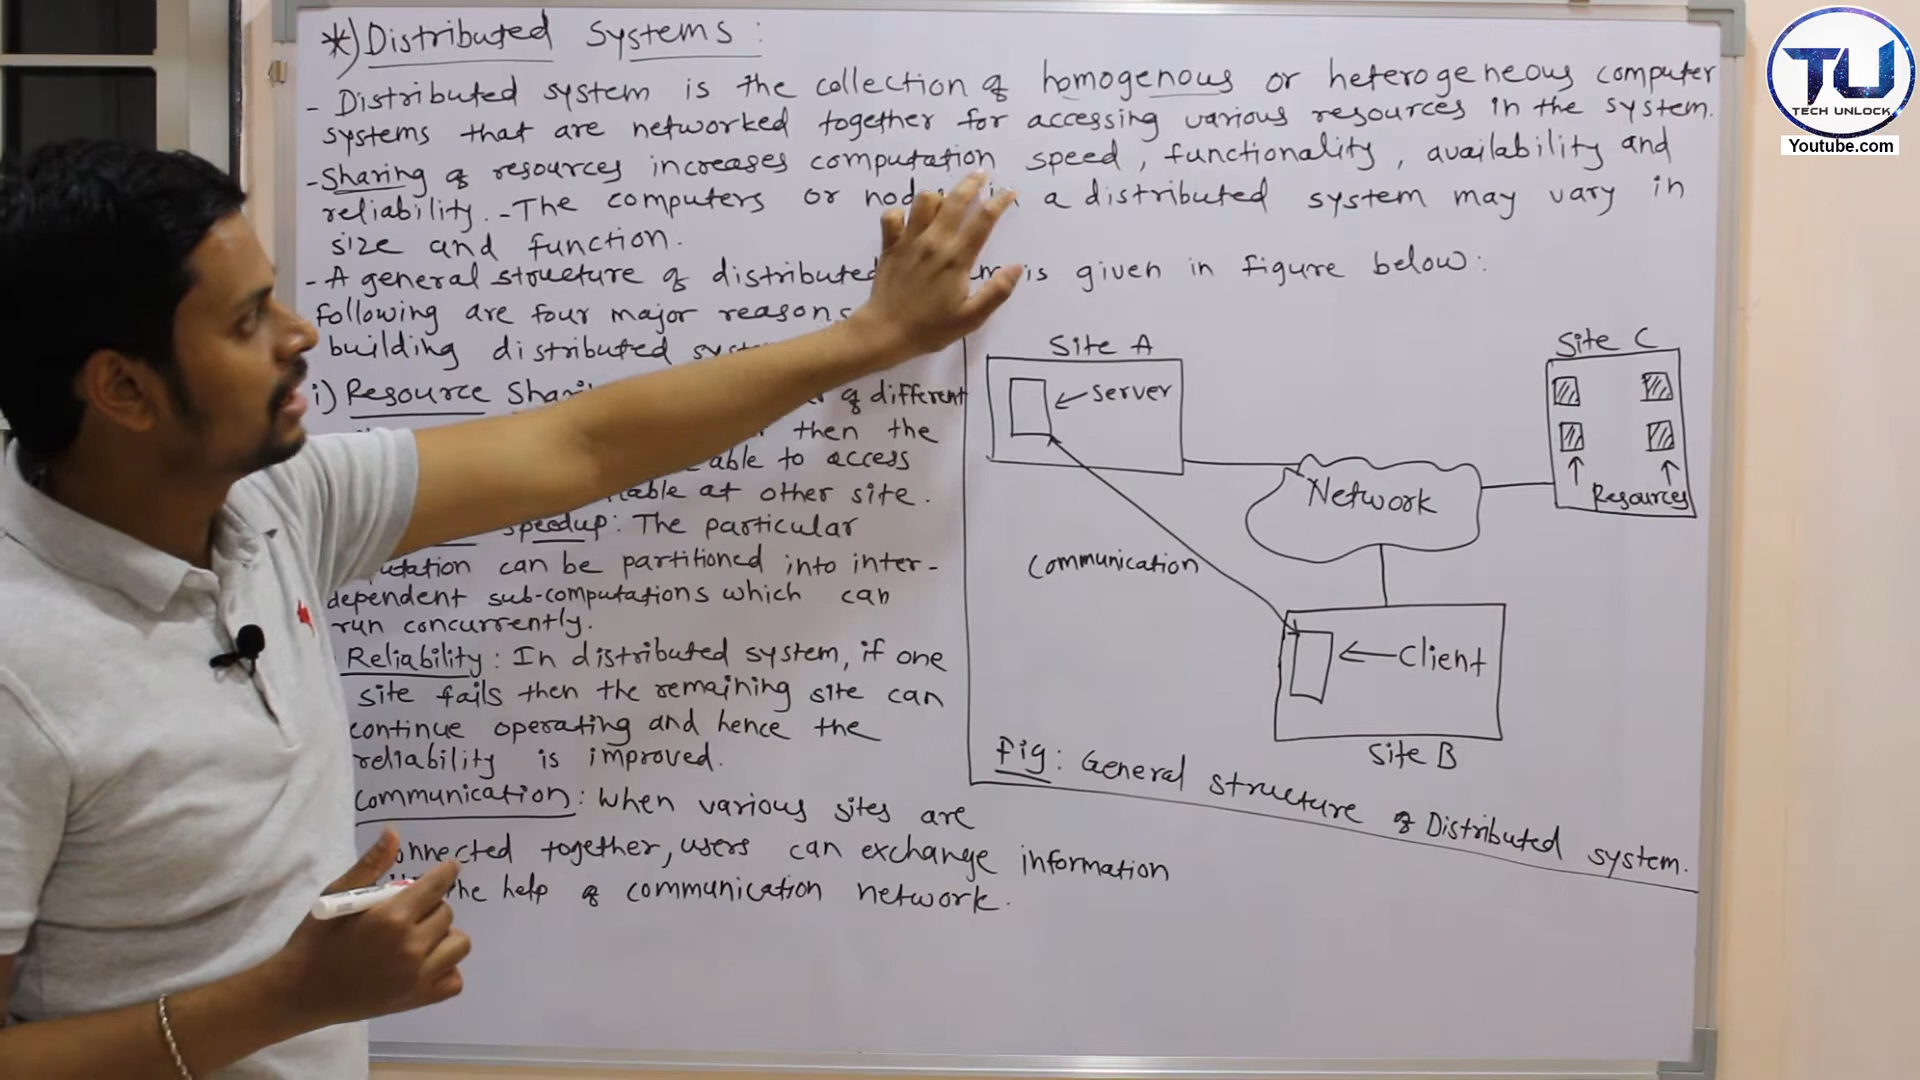 *) Distributed Systems :
- Distributed system is the collection of homogenous or heterogeneous computer
systems that are networked together for accessing various resources in the system.
- Sharing of resources increases computation speed, functionality, availability and
reliability. - The computers or in a distributed system may vary in
size and function.
- A general structure of distributed is given in figure below:
following are four major reasons
building distributed
i) Resource of different
then the
able to access
at other site.
speedup: The particular
can be partitioned into inter-
dependent sub-computations which can
run concurrently.
Reliability: In distributed system, if one
site fails then the remaining site can
continue operating and hence the
reliability is improved.
Communication: When various sites are
together, users can exchange information
the help of communication network.
Site A
Server
Site C
Resources
Network
Communication
Client
Site B
Fig: General structure of Distributed system.
TU
TECH UNLOCK
Youtube.com